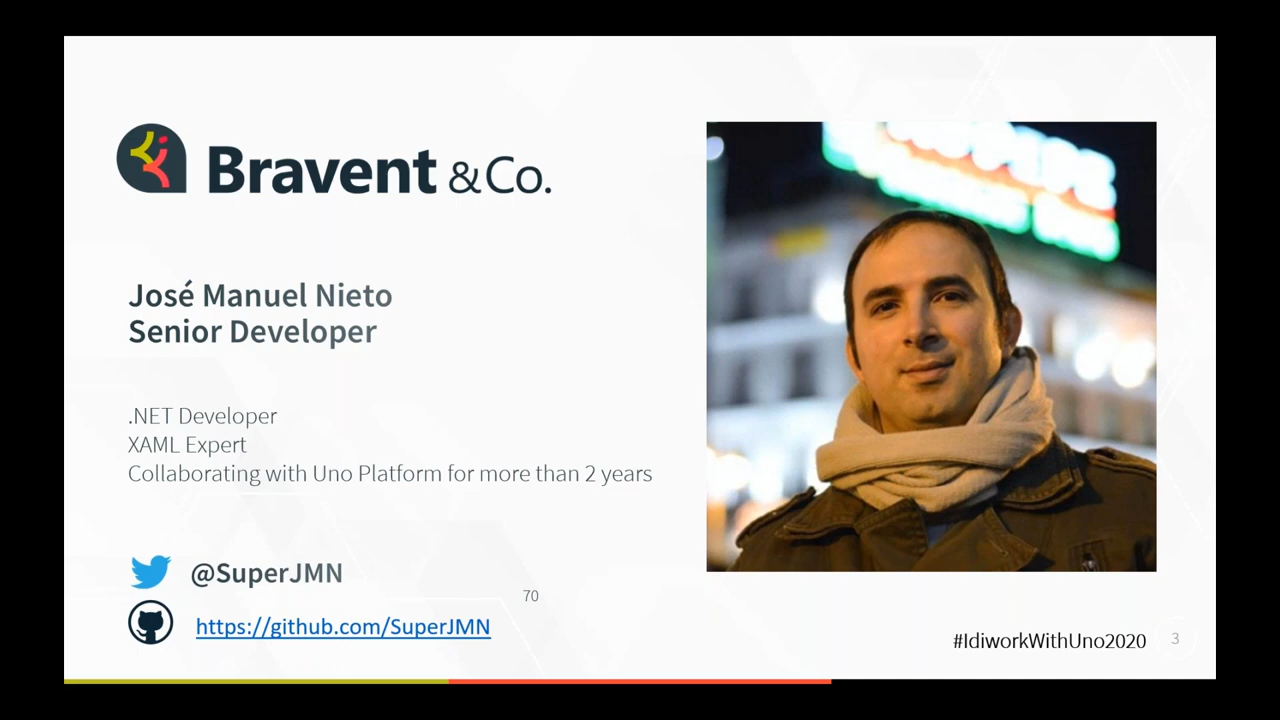 Bravent &Co.
José Manuel Nieto
Senior Developer
.NET Developer
XAML Expert
Collaborating with Uno Platform for more than 2 years
@SuperJMN
70
https://github.com/SuperJMN
#IdiworkWithUno2020
3